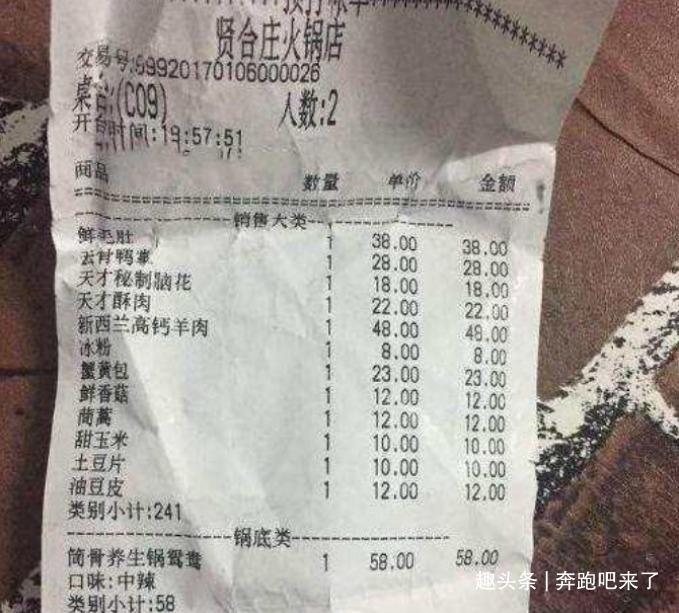 贤合庄火锅店
交易号:99920170106000026
桌台:(C09) 人数:2
开台时间:19:57:51
商品 数量 单价 金额
销售大类
鲜毛肚 1 38.00 38.00
1 28.00 28.00
天才秘制脑花 1 18.00 18.00
天才酥肉 1 22.00 22.00
新西兰高钙羊肉 1 48.00 48.00
冰粉 1 8.00 8.00
蟹黄包 1 23.00 23.00
鲜香菇 1 12.00 12.00
茼蒿 1 12.00 12.00
甜玉米 1 10.00 10.00
土豆片 1 10.00 10.00
油豆皮 1 12.00 12.00
类别小计:241
锅底类
筒骨养生锅鸳鸯 1 58.00 58.00
口味:中辣
类别小计:58
趣头条 | 奔跑吧来了